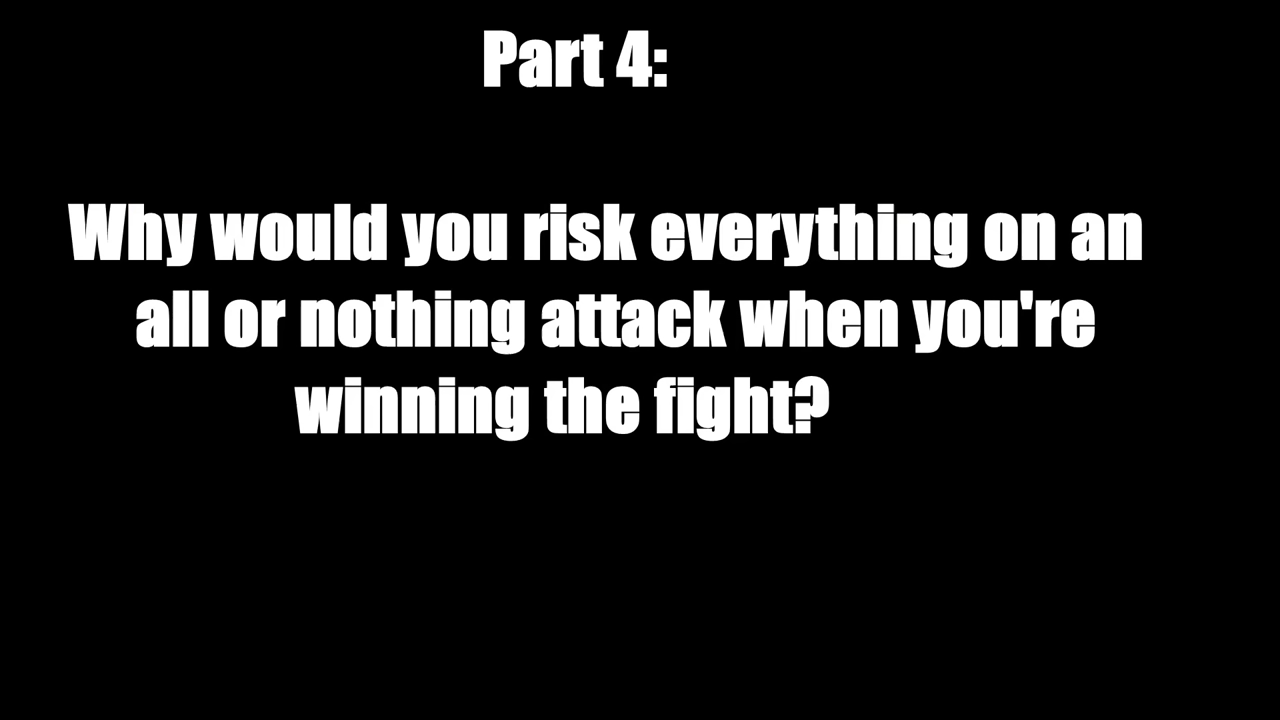 Part 4:
Why would you risk everything on an
all or nothing attack when you're
winning the fight?